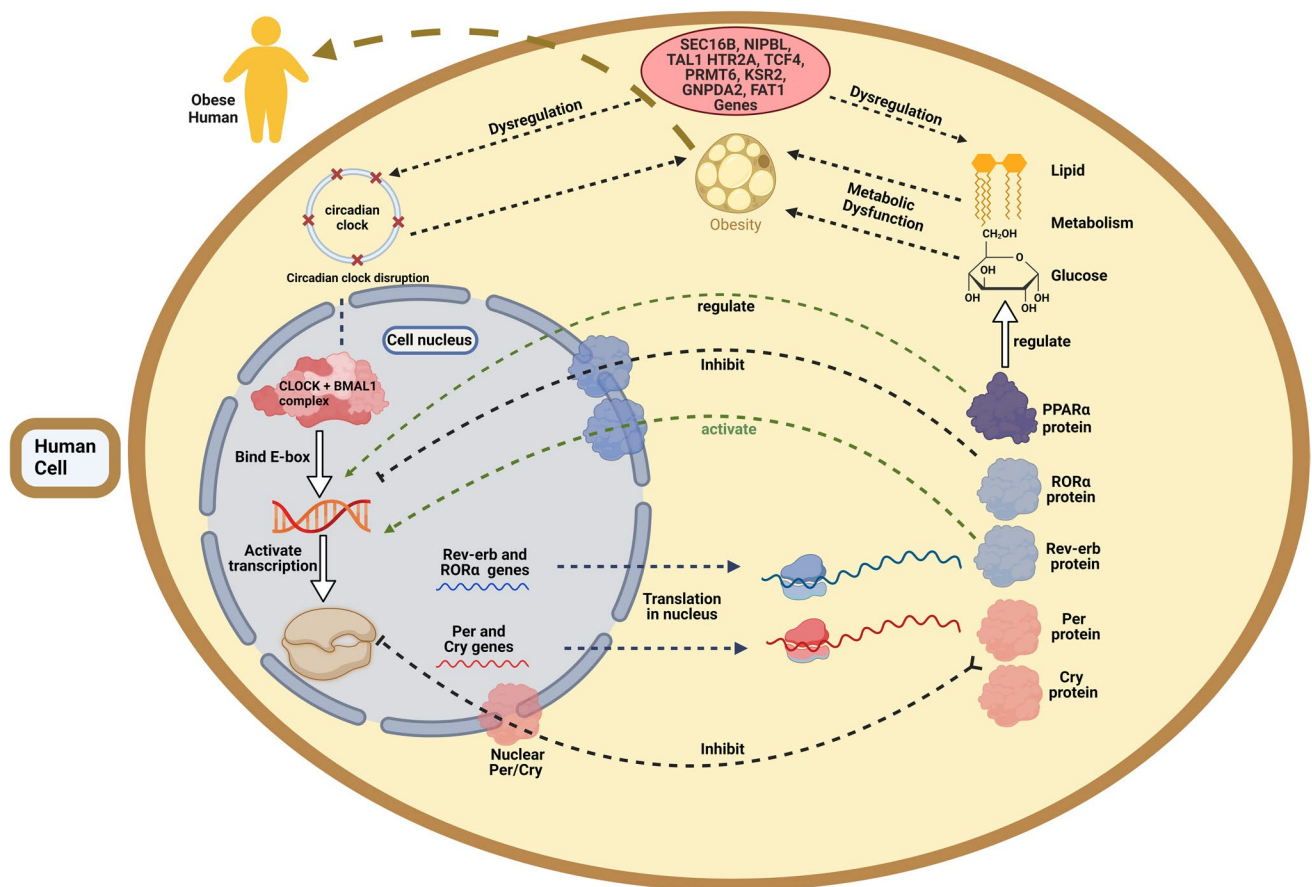 SEC16B, NIPBL,
TAL1 HTR2A, TCF4,
PRMT6, KSR2,
GNPDA2, FAT1
Genes
Obese
Human
Dysregulation
Dysregulation
Lipid
circadian
clock
Metabolic
Dysfunction
Obesity
Metabolism
CH₂OH
O
OH
OH
OH
OH
Glucose
Circadian clock disruption
regulate
Cell nucleus
regulate
Inhibit
CLOCK + BMAL1
complex
PPARα
protein
activate
Human
Cell
Bind E-box
RORα
protein
Activate
transcription
Rev-erb and
RORα genes
Rev-erb
protein
Translation
in nucleus
Per and
Cry genes
Per
protein
Cry
protein
Nuclear
Per/Cry
Inhibit